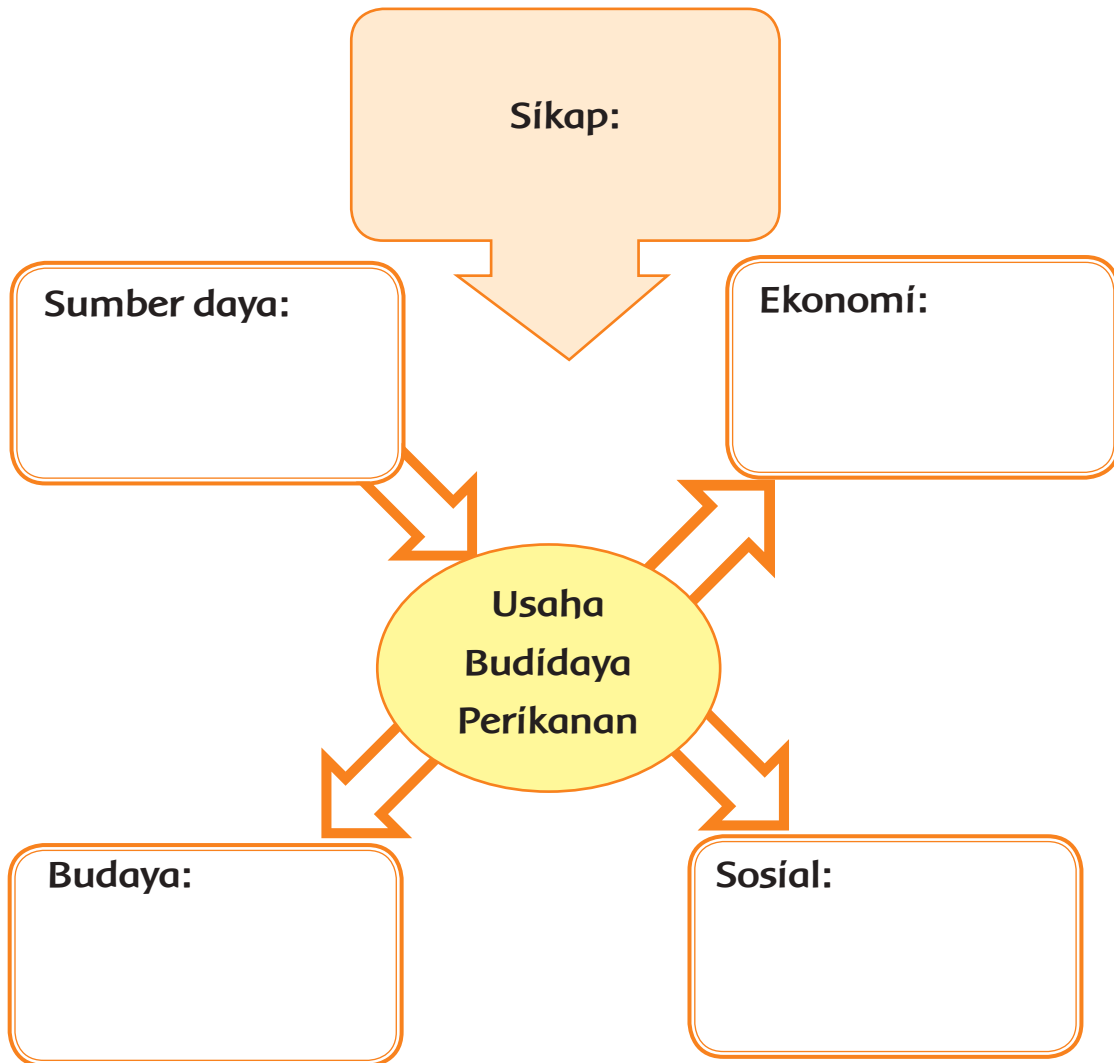 Sikap:
Sumber daya:
Ekonomi:
Usaha
Budidaya
Perikanan
Budaya:
Sosial: